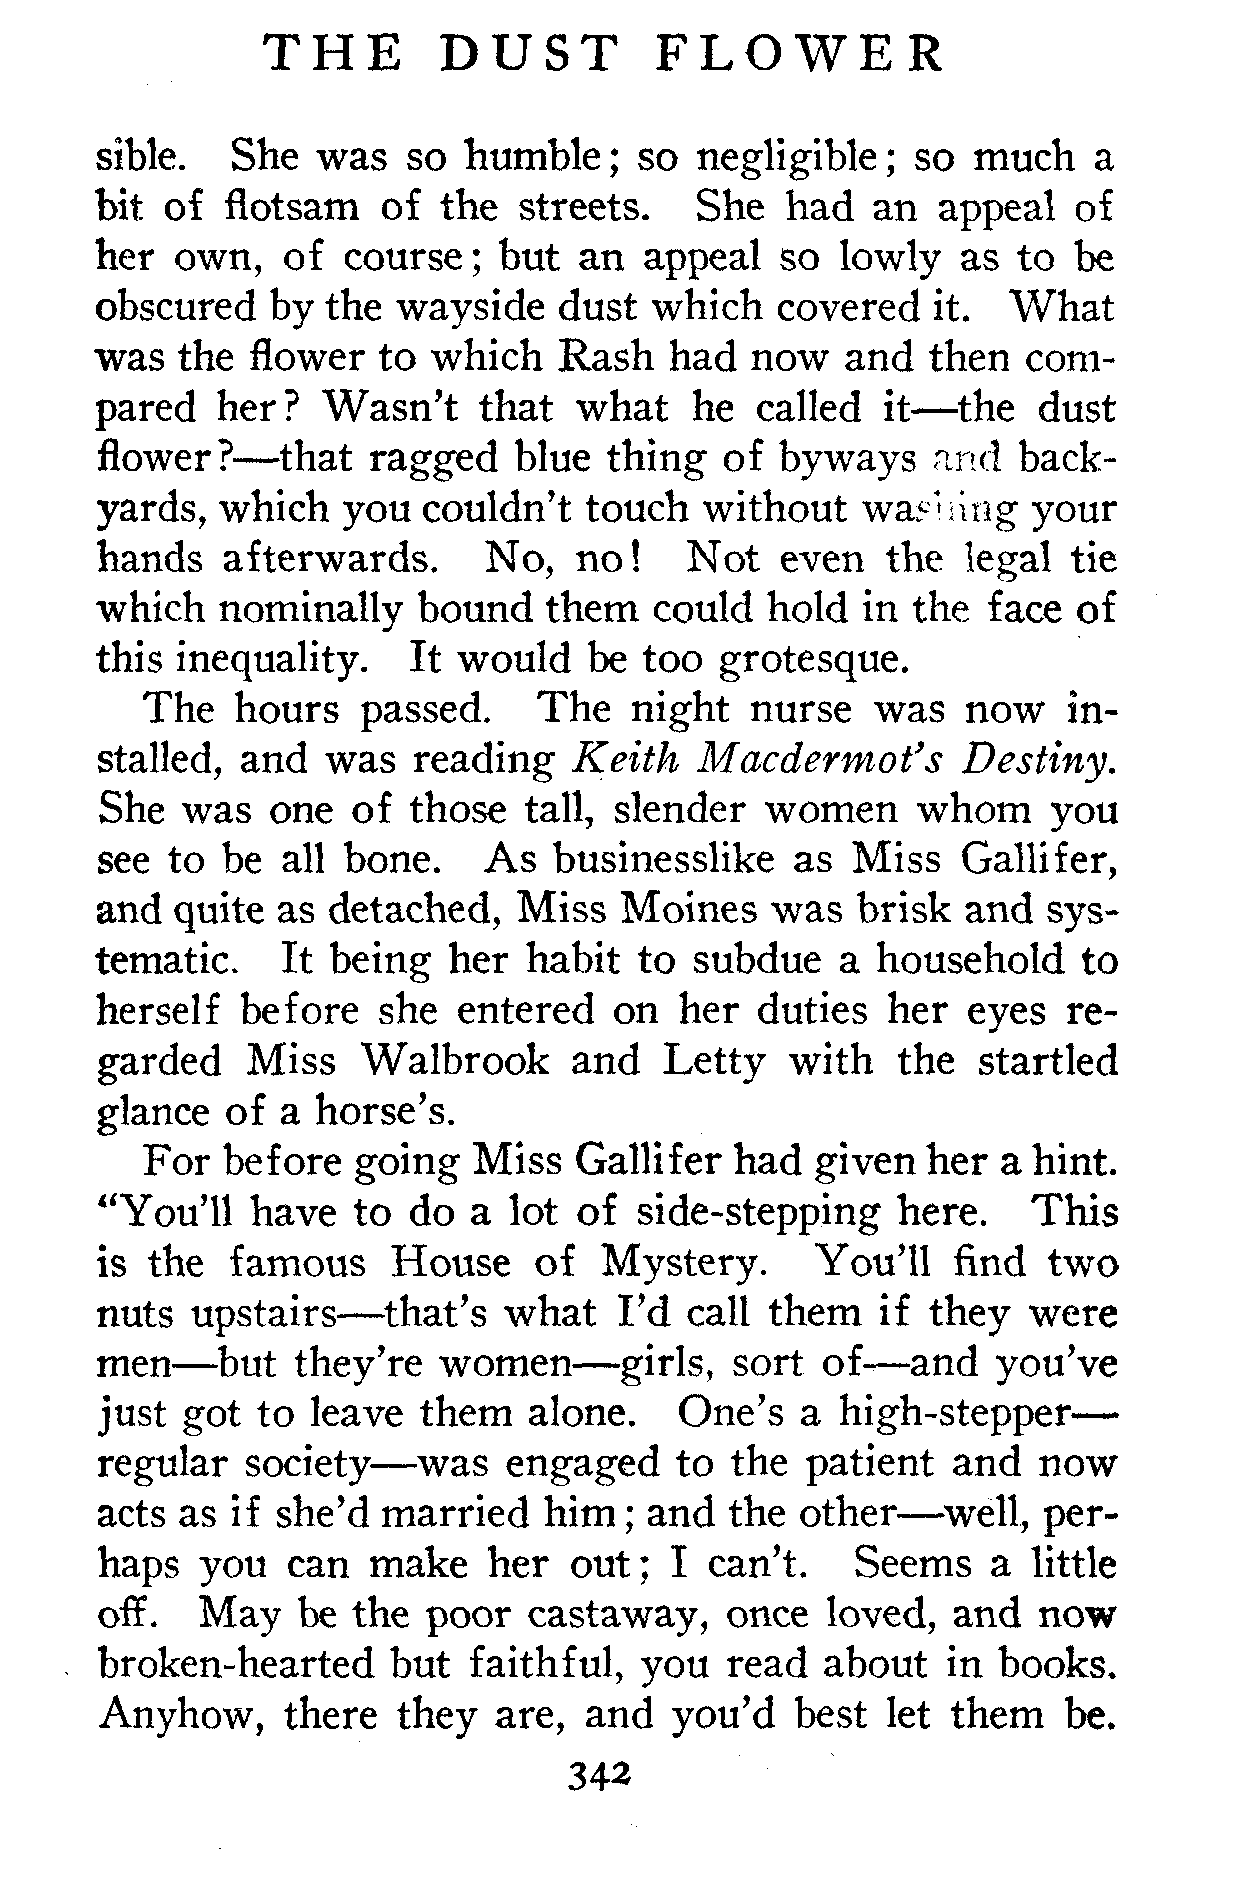 THE DUST FLOWER
sible. She was so humble; so negligible; so much a
bit of flotsam of the streets. She had an appeal of
her own, of course; but an appeal so lowly as to be
obscured by the wayside dust which covered it. What
was the flower to which Rash had now and then com-
pared her? Wasn't that what he called it—the dust
flower?—that ragged blue thing of byways and back-
yards, which you couldn't touch without washing your
hands afterwards. No, no! Not even the legal tie
which nominally bound them could hold in the face of
this inequality. It would be too grotesque.
The hours passed. The night nurse was now in-
stalled, and was reading Keith Macdermot's Destiny.
She was one of those tall, slender women whom you
see to be all bone. As businesslike as Miss Gallifer,
and quite as detached, Miss Moines was brisk and sys-
tematic. It being her habit to subdue a household to
herself before she entered on her duties her eyes re-
garded Miss Walbrook and Letty with the startled
glance of a horse's.
For before going Miss Gallifer had given her a hint.
"You'll have to do a lot of side-stepping here. This
is the famous House of Mystery. You'll find two
nuts upstairs—that's what I'd call them if they were
men—but they're women—girls, sort of—and you've
just got to leave them alone. One's a high-stepper—
regular society—was engaged to the patient and now
acts as if she'd married him; and the other—well, per-
haps you can make her out; I can't. Seems a little
off. May be the poor castaway, once loved, and now
broken-hearted but faithful, you read about in books.
Anyhow, there they are, and you'd best let them be.
342